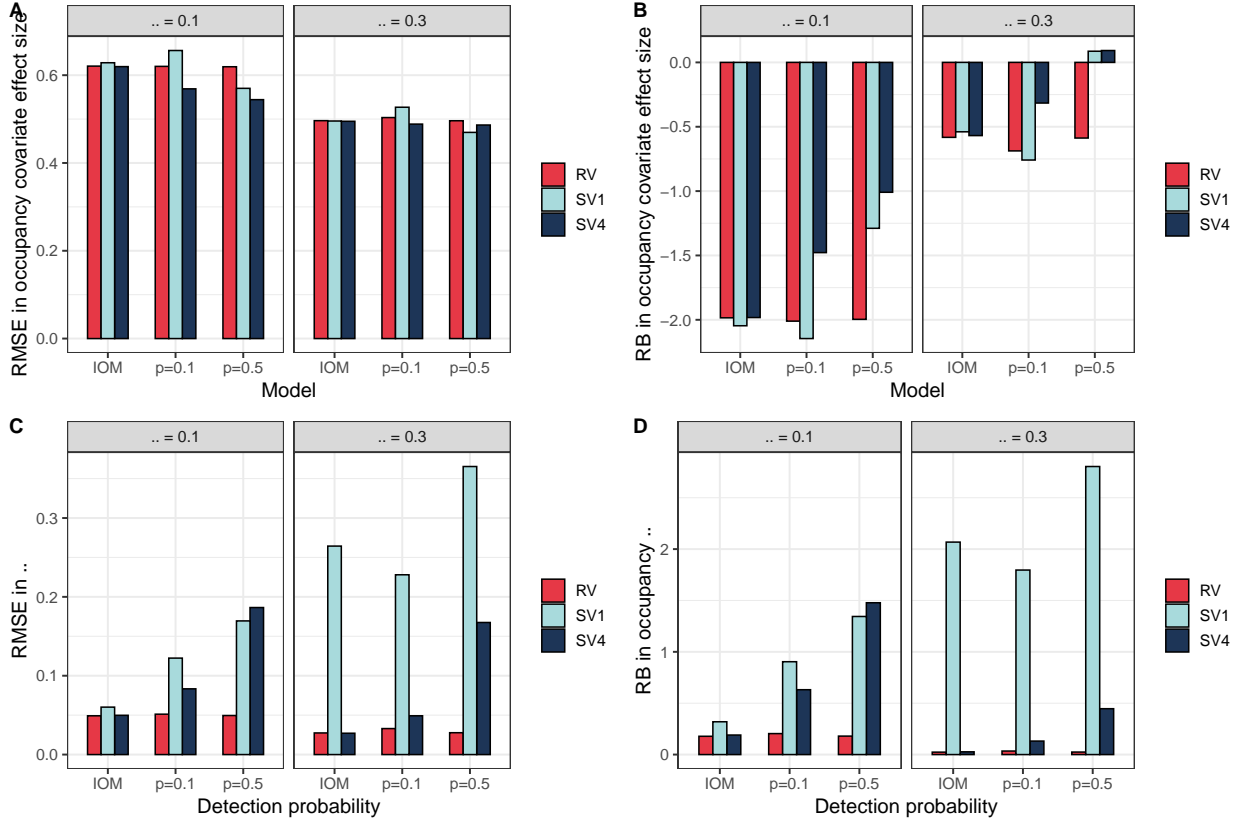 A
.. = 0.1
.. = 0.3
RMSE in occupancy covariate effect size
0.6
0.4
0.2
0.0
IOM p=0.1 p=0.5
IOM p=0.1 p=0.5
Model
RV
SV1
SV4
B
.. = 0.1
.. = 0.3
RB in occupancy covariate effect size
0.0
−0.5
−1.0
−1.5
−2.0
IOM p=0.1 p=0.5
IOM p=0.1 p=0.5
Model
RV
SV1
SV4
C
.. = 0.1
.. = 0.3
RMSE in ..
0.3
0.2
0.1
0.0
IOM p=0.1 p=0.5
IOM p=0.1 p=0.5
Detection probability
RV
SV1
SV4
D
.. = 0.1
.. = 0.3
RB in occupancy ..
2
1
0
IOM p=0.1 p=0.5
IOM p=0.1 p=0.5
Detection probability
RV
SV1
SV4